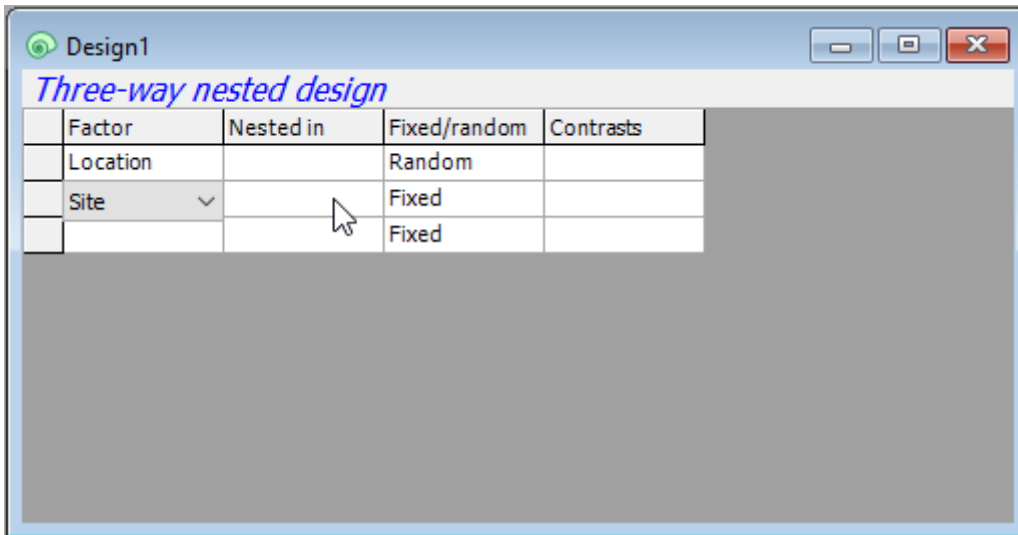 Design1
Three-way nested design
Factor Nested in Fixed/random Contrasts
Location Random
Site Fixed
Fixed